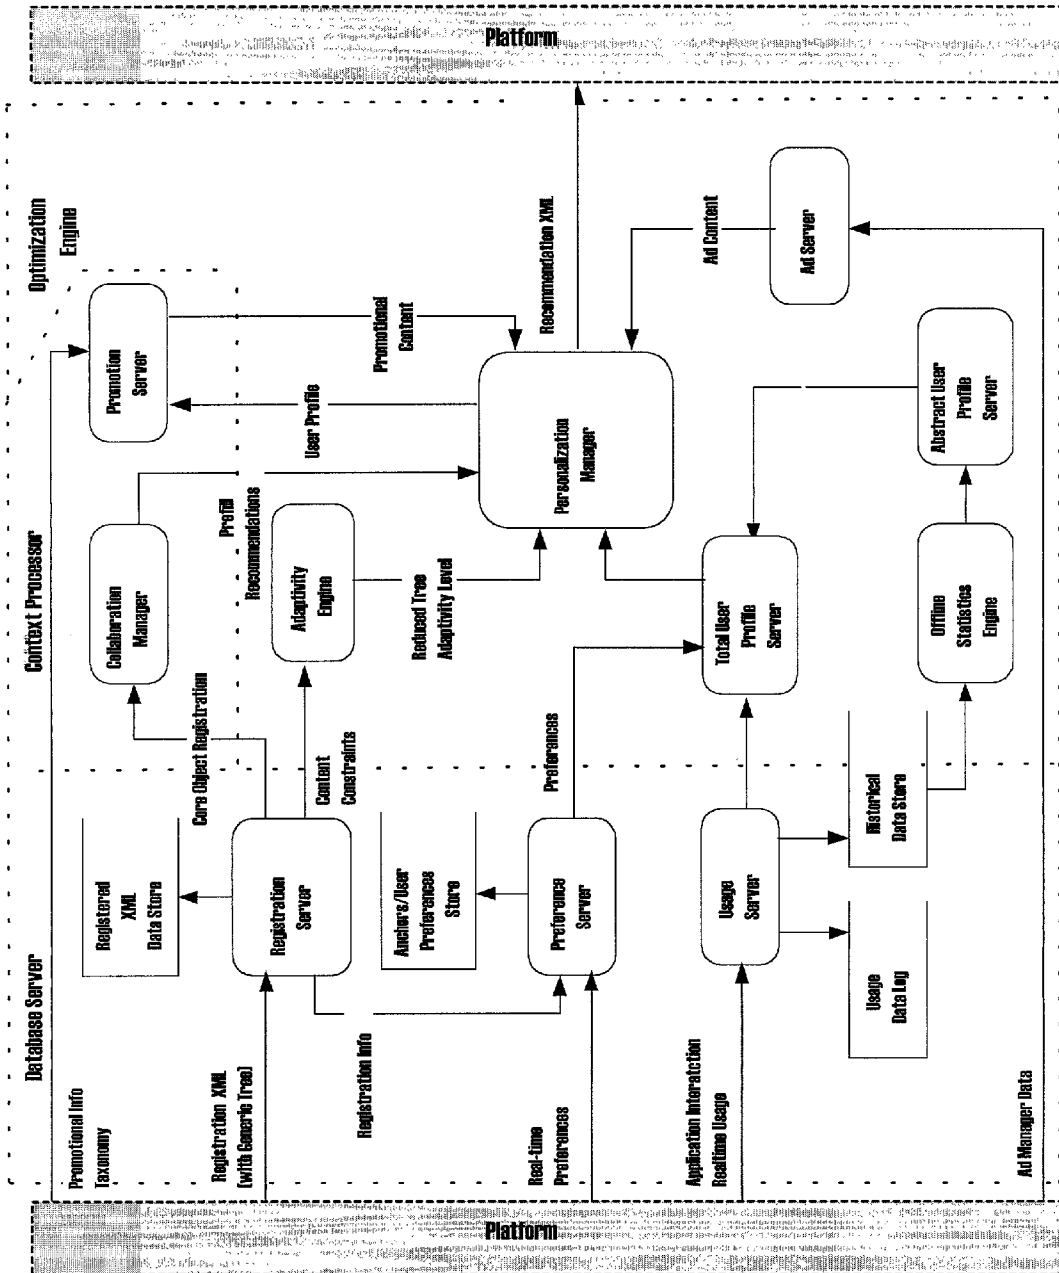 Platform
Optimization
Engine
Context Processor
Database Server
Promotion
Server
Collaboration
Manager
Registered
XML
Data Store
Promotional Info
Taxonomy
Core Object Registration
User Profile
Promotional
Content
Prefill
Recommendations
Adaptivity
Engine
Reduced Tree
Adaptivity Level
Content
Constraints
Registration
Server
Registration XML
(with Generic Tree)
Registration Info
Anchors/User
Preferences
Store
Preference
Server
Real-time
Preferences
Preferences
Personalization
Manager
Recommendation XML
Ad Content
Ad Server
Total User
Profile
Server
Abstract User
Profile
Server
Offline
Statistics
Engine
Usage
Server
Historical
Data Store
Usage
Data Log
Application Interatction
Realtime Usage
Ad Manager Data
Platform